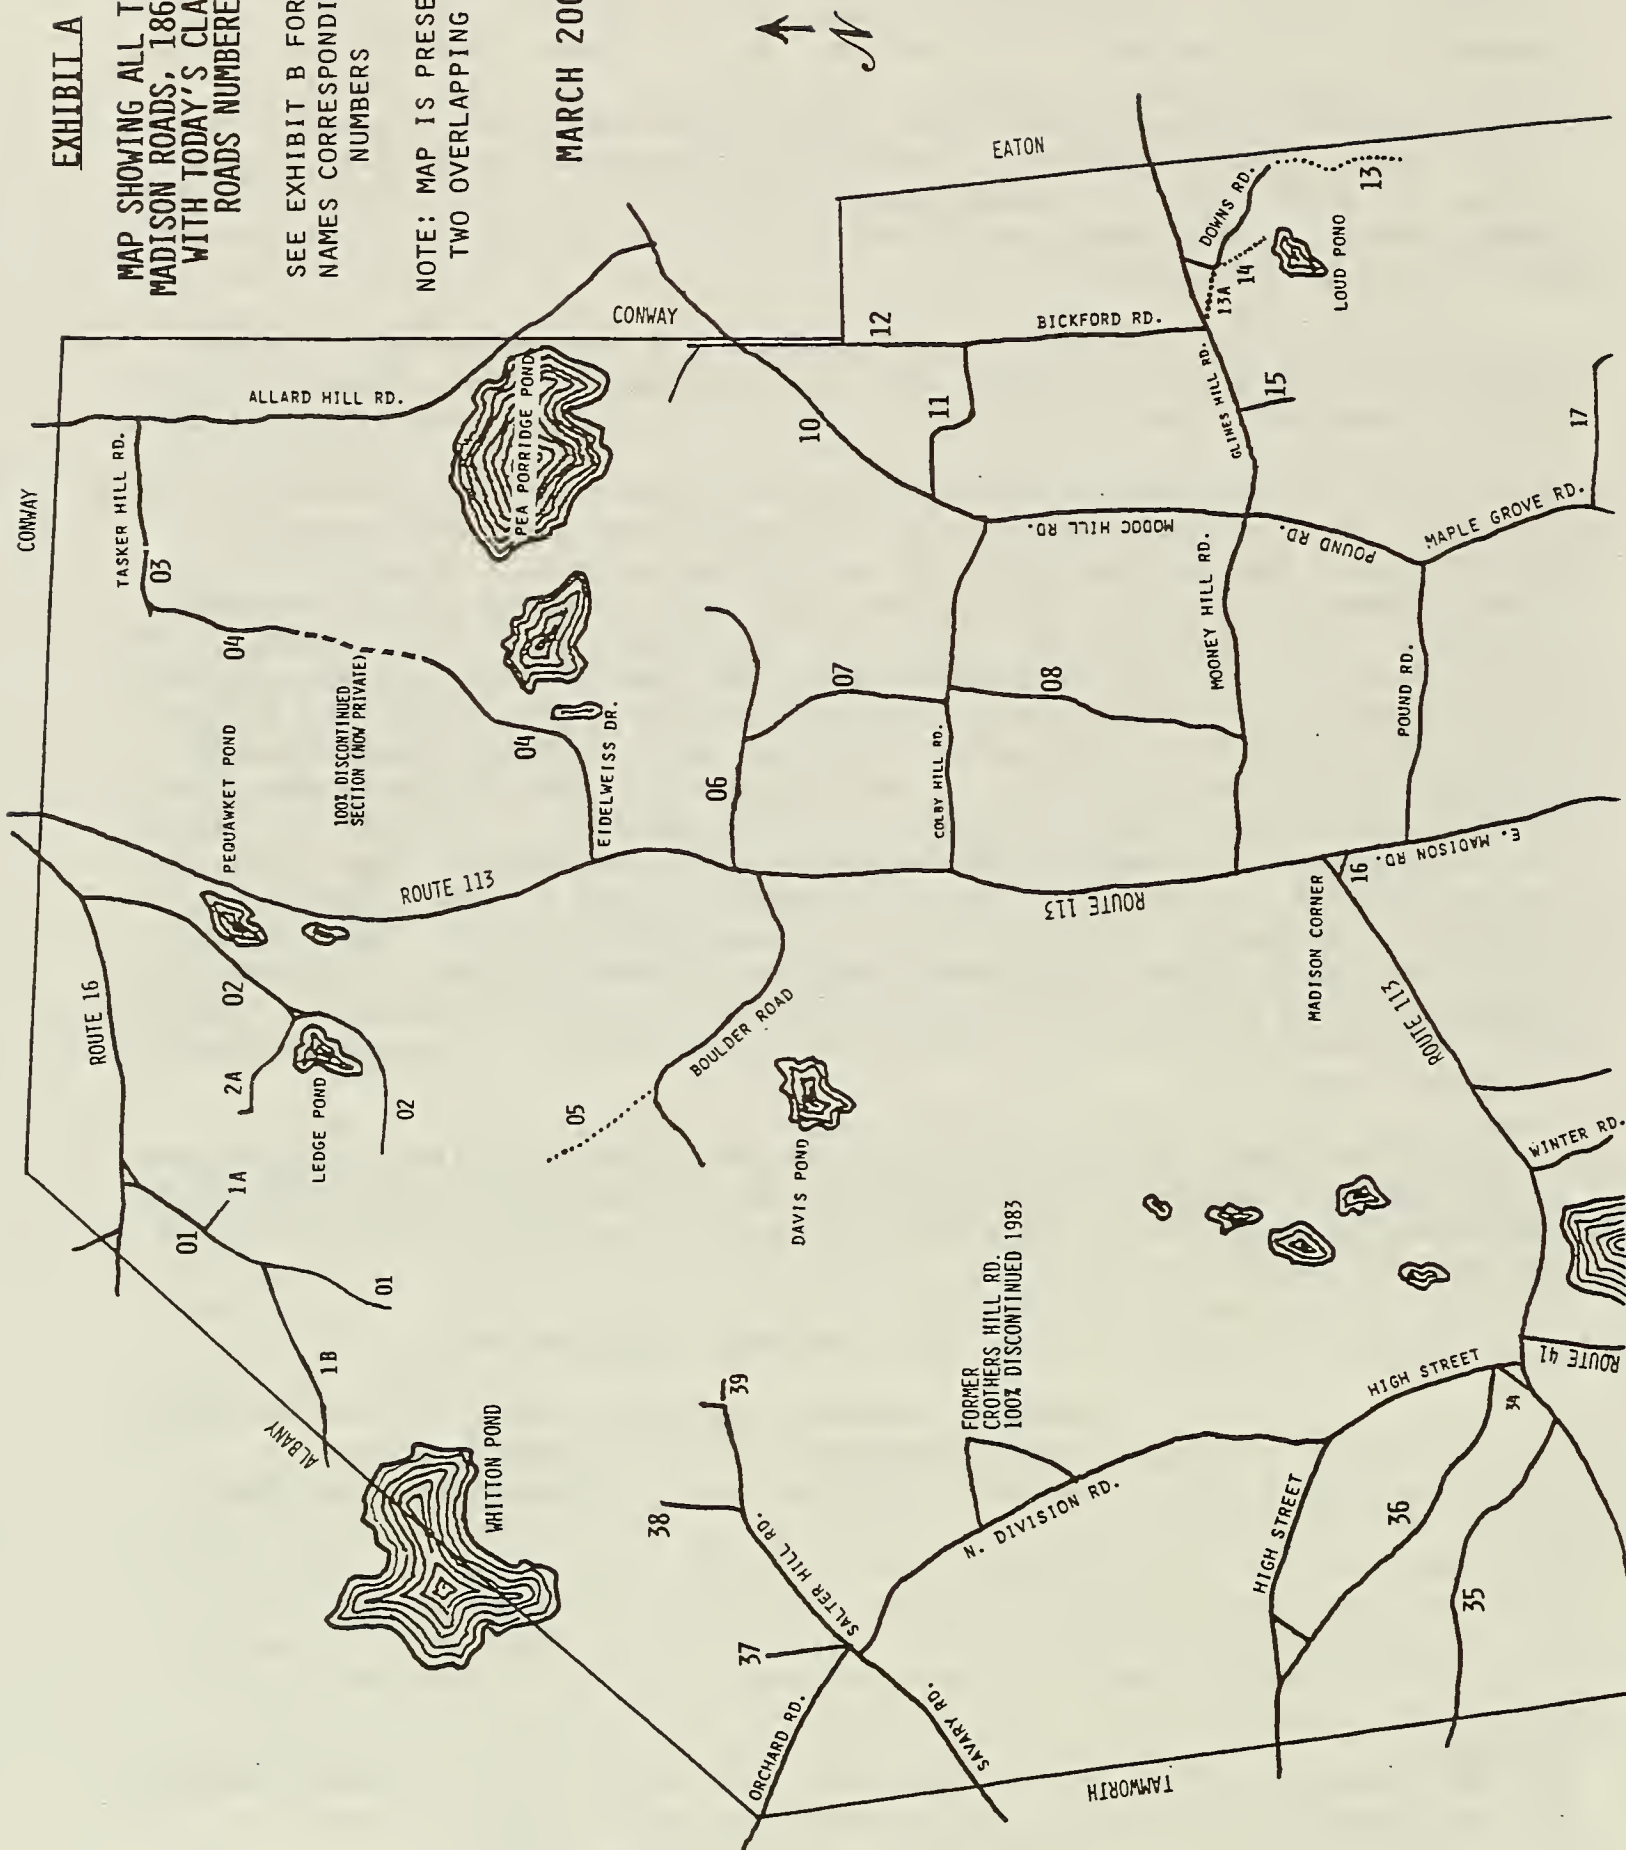 EXHIBIT A
MAP SHOWING ALL T
MADISON ROADS, 186
WITH TODAY'S CLA
ROADS NUMBERE
SEE EXHIBIT B FOR
NAMES CORRESPONDI
NUMBERS
NOTE: MAP IS PRESE
TWO OVERLAPPING
MARCH 200
N
CONWAY
TASKER HILL RD.
03
ALLARD HILL RD.
04
100% DISCONTINUED
SECTION (NOW PRIVATE)
PEQUAWKET POND
PEA PORRIDGE POND
CONWAY
04
EIDELWEISS DR.
ROUTE 113
ROUTE 16
02
2A
LEDGE POND
02
1A
01
01
1B
ALBANY
WHITTON POND
06
07
10
11
12
EATON
BICKFORD RD.
DOWNS RD.
13
13A
14
LOUD POND
GLINES HILL RD.
15
MODOC HILL RD.
POUND RD.
MAPLE GROVE RD.
17
COLBY HILL RD.
08
MOONEY HILL RD.
POUND RD.
ROUTE 113
E. MADISON RD.
16
MADISON CORNER
ROUTE 113
WINTER RD.
BOULDER ROAD
05
DAVIS POND
FORMER
CROTHERS HILL RD.
100% DISCONTINUED 1983
39
38
SALTER HILL RD.
37
ORCHARD RD.
SAVARY RD.
N. DIVISION RD.
HIGH STREET
HIGH STREET
34
ROUTE 41
36
35
TAMWORTH